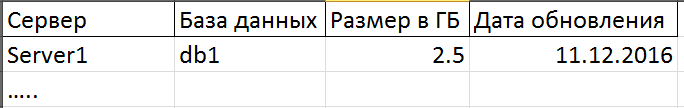 Сервер База данных Размер в ГБ Дата обновления
Server1 db1 2.5 11.12.2016
.....